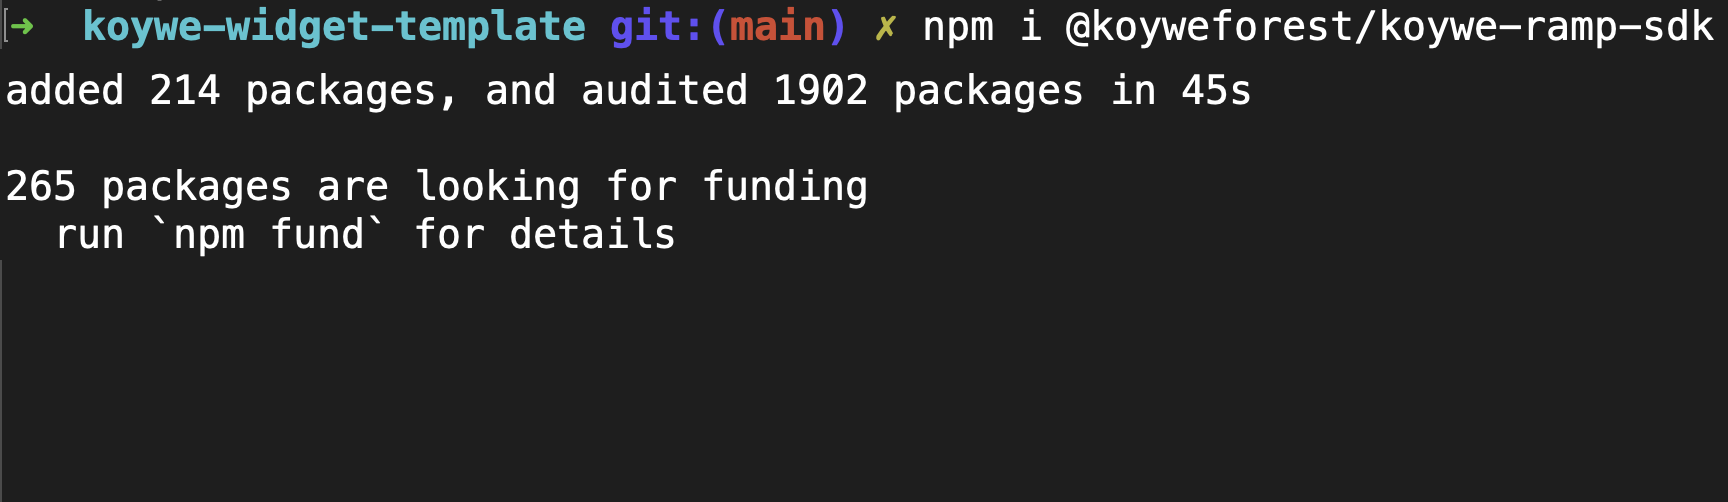 [➜  koywe-widget-template git:(main) ✗ npm i @koyweforest/koywe-ramp-sdk
added 214 packages, and audited 1902 packages in 45s
265 packages are looking for funding
run `npm fund` for details